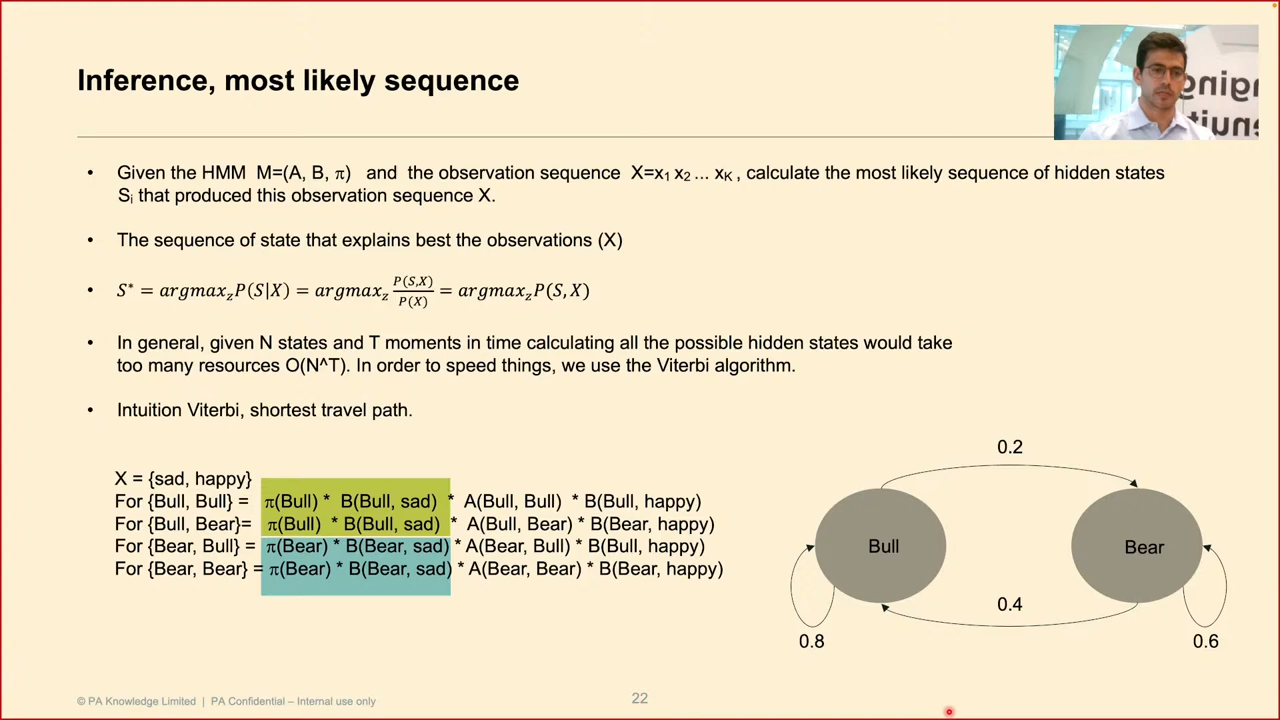 Inference, most likely sequence
• Given the HMM M=(A, B, π) and the observation sequence X=x₁ x₂ ... x_K , calculate the most likely sequence of hidden states
Sᵢ that produced this observation sequence X.
• The sequence of state that explains best the observations (X)
• S* = argmax_z P(S|X) = argmax_z P(S,X)/P(X) = argmax_z P(S, X)
• In general, given N states and T moments in time calculating all the possible hidden states would take
too many resources O(N^T). In order to speed things, we use the Viterbi algorithm.
• Intuition Viterbi, shortest travel path.
X = {sad, happy}
For {Bull, Bull} = π(Bull) * B(Bull, sad) * A(Bull, Bull) * B(Bull, happy)
For {Bull, Bear}= π(Bull) * B(Bull, sad) * A(Bull, Bear) * B(Bear, happy)
For {Bear, Bull} = π(Bear) * B(Bear, sad) * A(Bear, Bull) * B(Bull, happy)
For {Bear, Bear} = π(Bear) * B(Bear, sad) * A(Bear, Bear) * B(Bear, happy)
0.2
Bull
Bear
0.4
0.8
0.6
© PA Knowledge Limited | PA Confidential – Internal use only
22